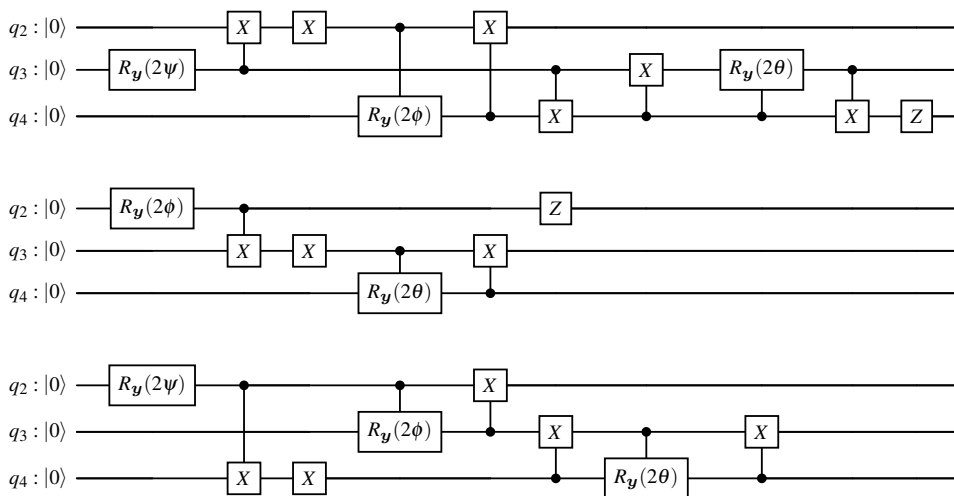 q₂ : |0⟩ X X X
q₃ : |0⟩ R𝒚(2ψ) X R𝒚(2θ)
q₄ : |0⟩ R𝒚(2ϕ) X X Z
q₂ : |0⟩ R𝒚(2ϕ) Z
q₃ : |0⟩ X X X
q₄ : |0⟩ R𝒚(2θ)
q₂ : |0⟩ R𝒚(2ψ) X
q₃ : |0⟩ R𝒚(2ϕ) X X
q₄ : |0⟩ X X R𝒚(2θ)